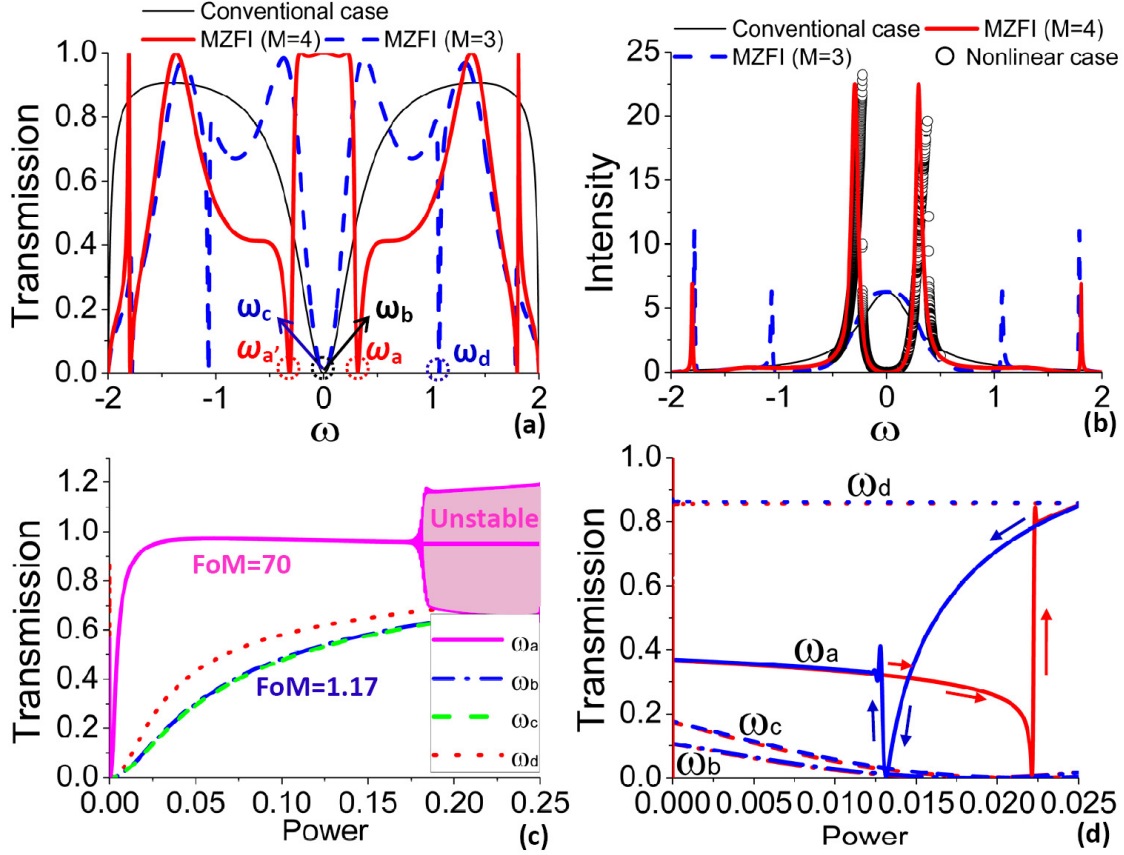 Conventional case
MZFI (M=4) MZFI (M=3)
1.0
0.8
0.6
0.4
0.2
0.0
Transmission
ωc
ωb
ωa'
ωa
ωd
-2 -1 0 1 2
ω
(a)
Conventional case MZFI (M=4)
MZFI (M=3) Nonlinear case
25
20
15
10
5
0
Intensity
-2 -1 0 1 2
ω
(b)
1.4
1.2
1.0
0.8
0.6
0.4
0.2
0.0
Transmission
Unstable
FoM=70
FoM=1.17
ωa
ωb
ωc
ωd
0.00 0.05 0.10 0.15 0.20 0.25
Power
(c)
1.0
0.8
0.6
0.4
0.2
0.0
Transmission
ωd
ωa
ωc
ωb
0.000 0.005 0.010 0.015 0.020 0.025
Power
(d)